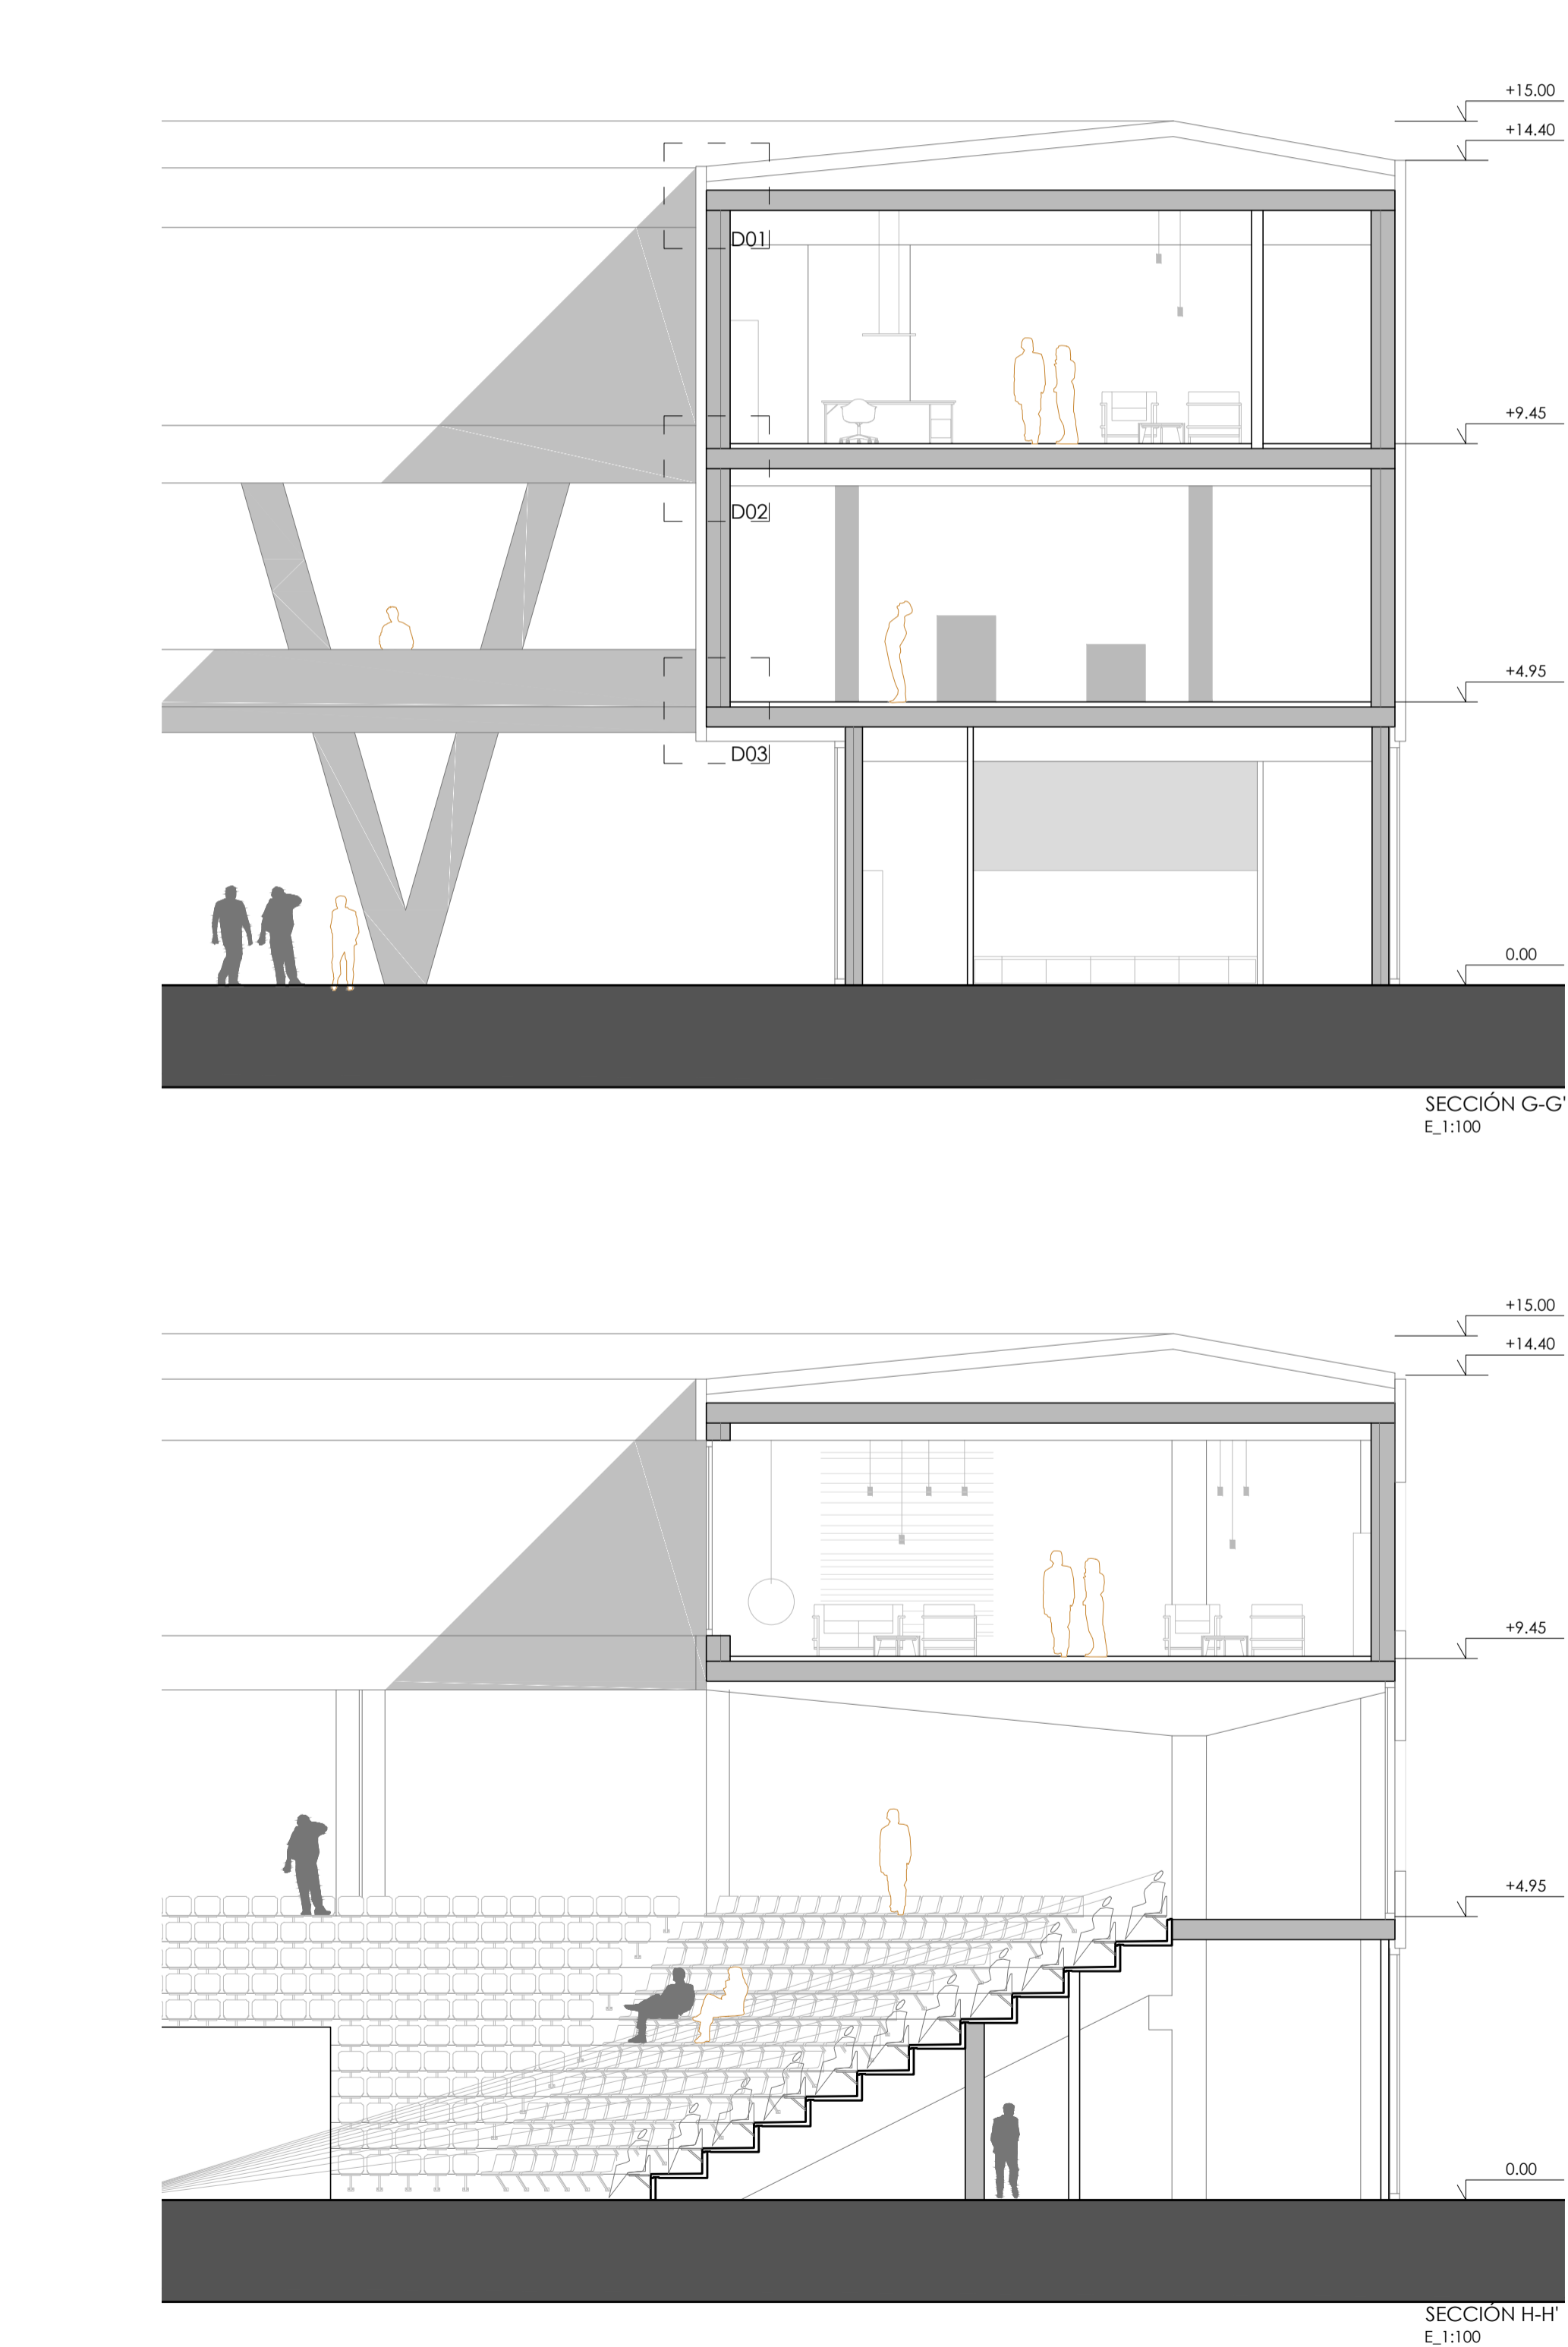 +15.00
+14.40
D01
+9.45
D02
+4.95
D03
0.00
SECCIÓN G-G'
E_1:100
+15.00
+14.40
+9.45
+4.95
0.00
SECCIÓN H-H'
E_1:100